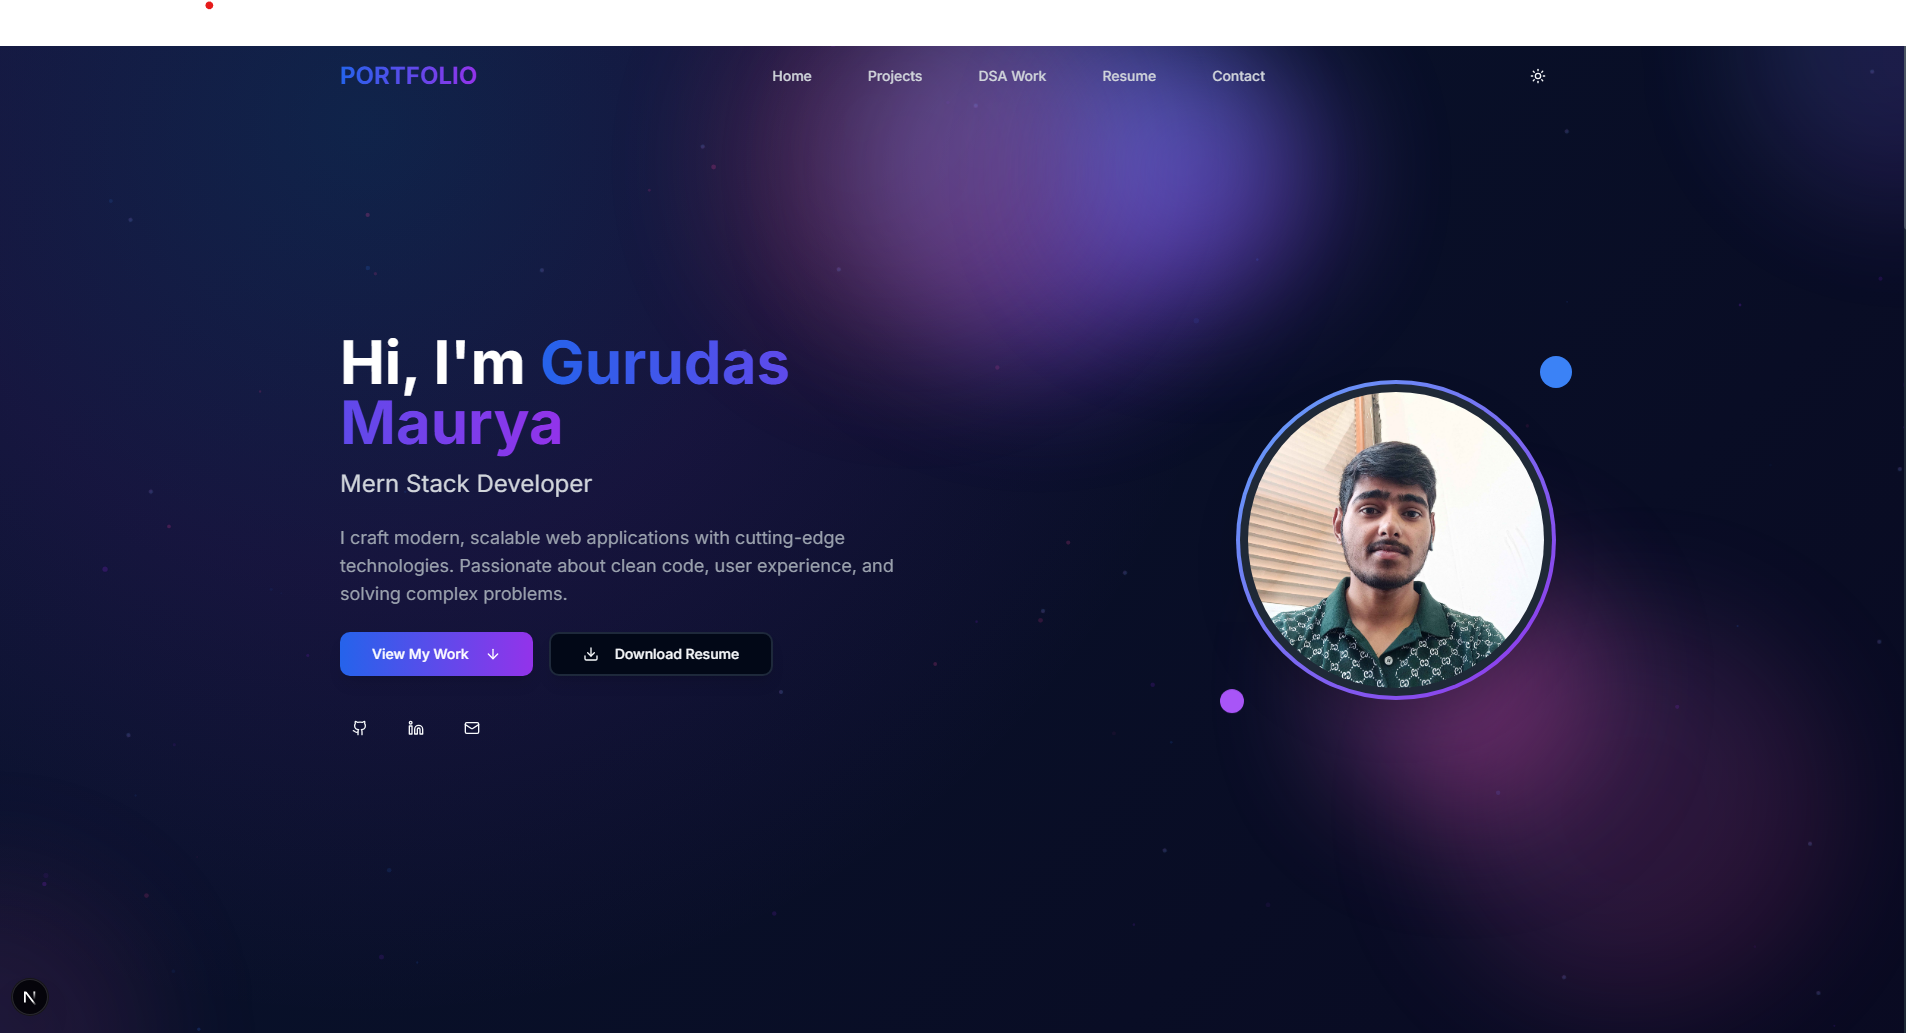 PORTFOLIO
Home Projects DSA Work Resume Contact
Hi, I'm Gurudas
Maurya
Mern Stack Developer
I craft modern, scalable web applications with cutting-edge
technologies. Passionate about clean code, user experience, and
solving complex problems.
View My Work Download Resume
N